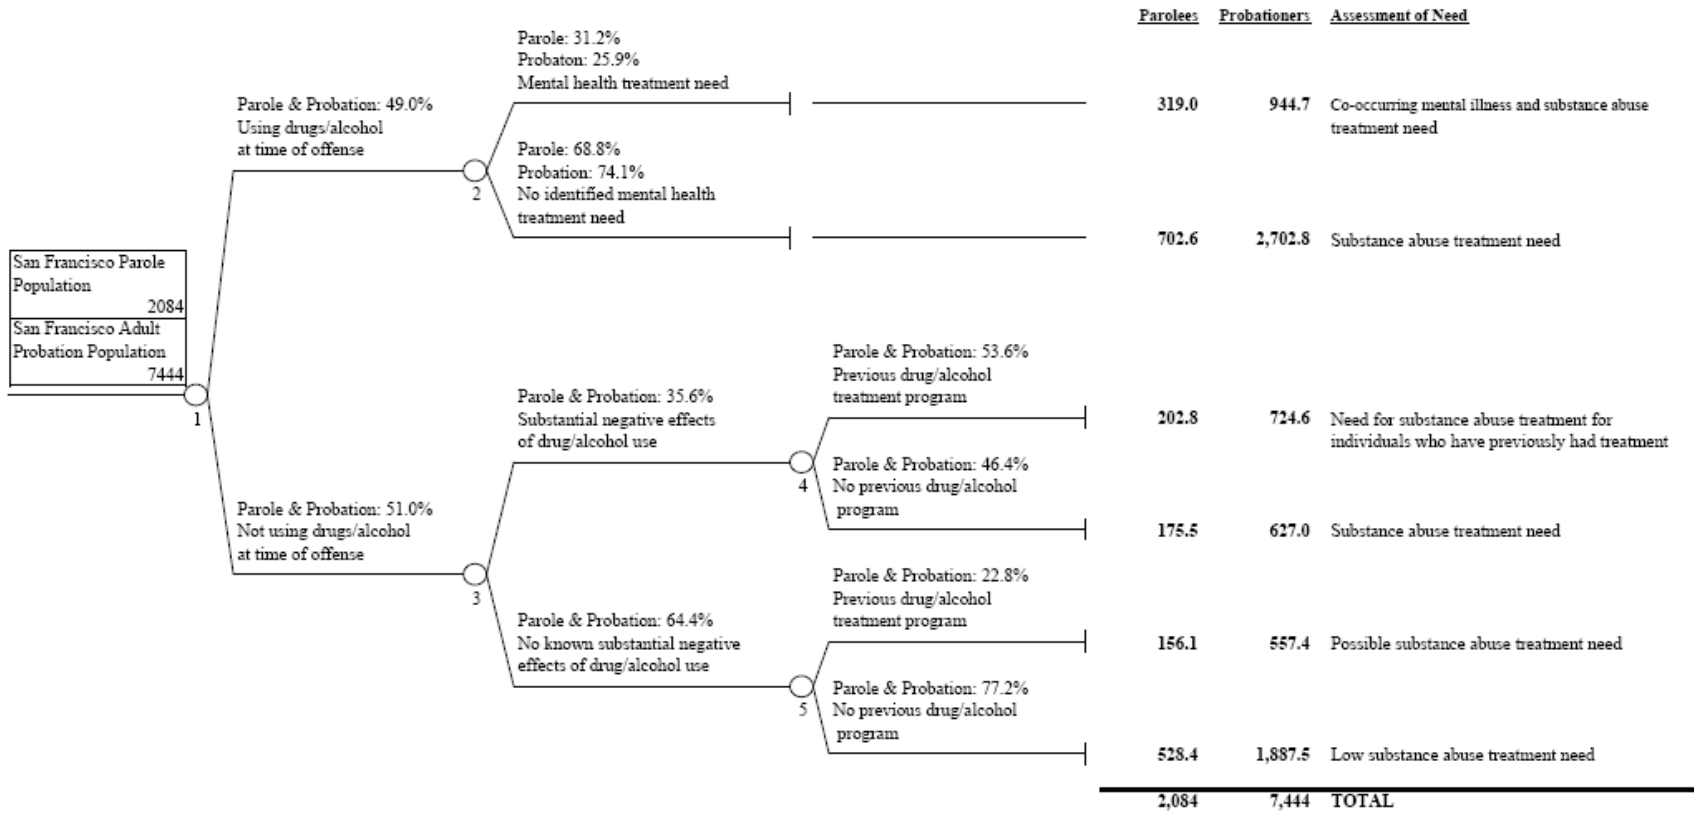 Parolees Probationers Assessment of Need
Parole: 31.2%
Probaton: 25.9%
Mental health treatment need
Parole & Probation: 49.0%
Using drugs/alcohol
at time of offense
319.0 944.7 Co-occurring mental illness and substance abuse
treatment need
Parole: 68.8%
Probation: 74.1%
No identified mental health
treatment need
2
702.6 2,702.8 Substance abuse treatment need
San Francisco Parole
Population
2084
San Francisco Adult
Probation Population
7444
1
Parole & Probation: 53.6%
Previous drug/alcohol
treatment program
Parole & Probation: 35.6%
Substantial negative effects
of drug/alcohol use
202.8 724.6 Need for substance abuse treatment for
individuals who have previously had treatment
Parole & Probation: 46.4%
No previous drug/alcohol
program
4
Parole & Probation: 51.0%
Not using drugs/alcohol
at time of offense
175.5 627.0 Substance abuse treatment need
3
Parole & Probation: 22.8%
Previous drug/alcohol
treatment program
Parole & Probation: 64.4%
No known substantial negative
effects of drug/alcohol use
156.1 557.4 Possible substance abuse treatment need
Parole & Probation: 77.2%
No previous drug/alcohol
program
5
528.4 1,887.5 Low substance abuse treatment need
2,084 7,444 TOTAL